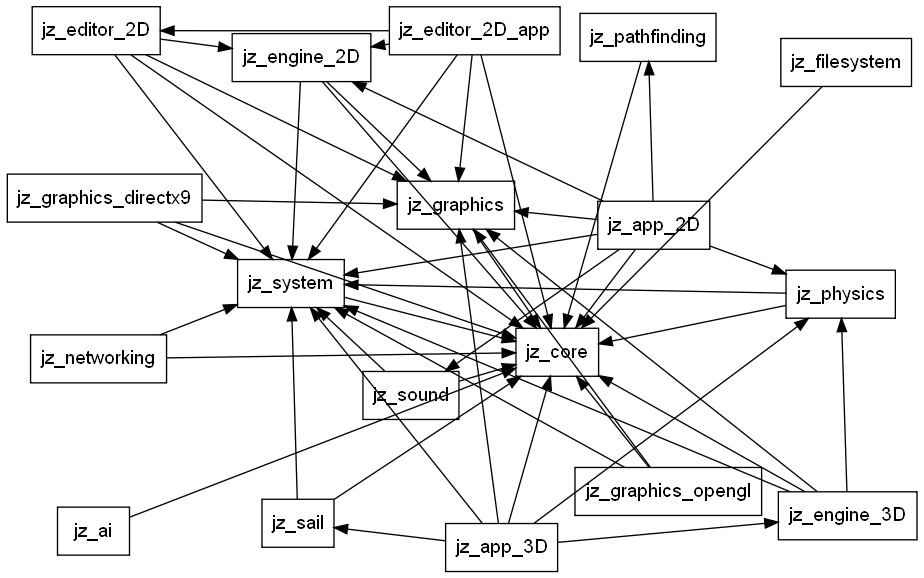 jz_editor_2D
jz_editor_2D_app
jz_pathfinding
jz_engine_2D
jz_filesystem
jz_graphics_directx9
jz_graphics
jz_app_2D
jz_system
jz_physics
jz_networking
jz_core
jz_sound
jz_graphics_opengl
jz_engine_3D
jz_sail
jz_ai
jz_app_3D